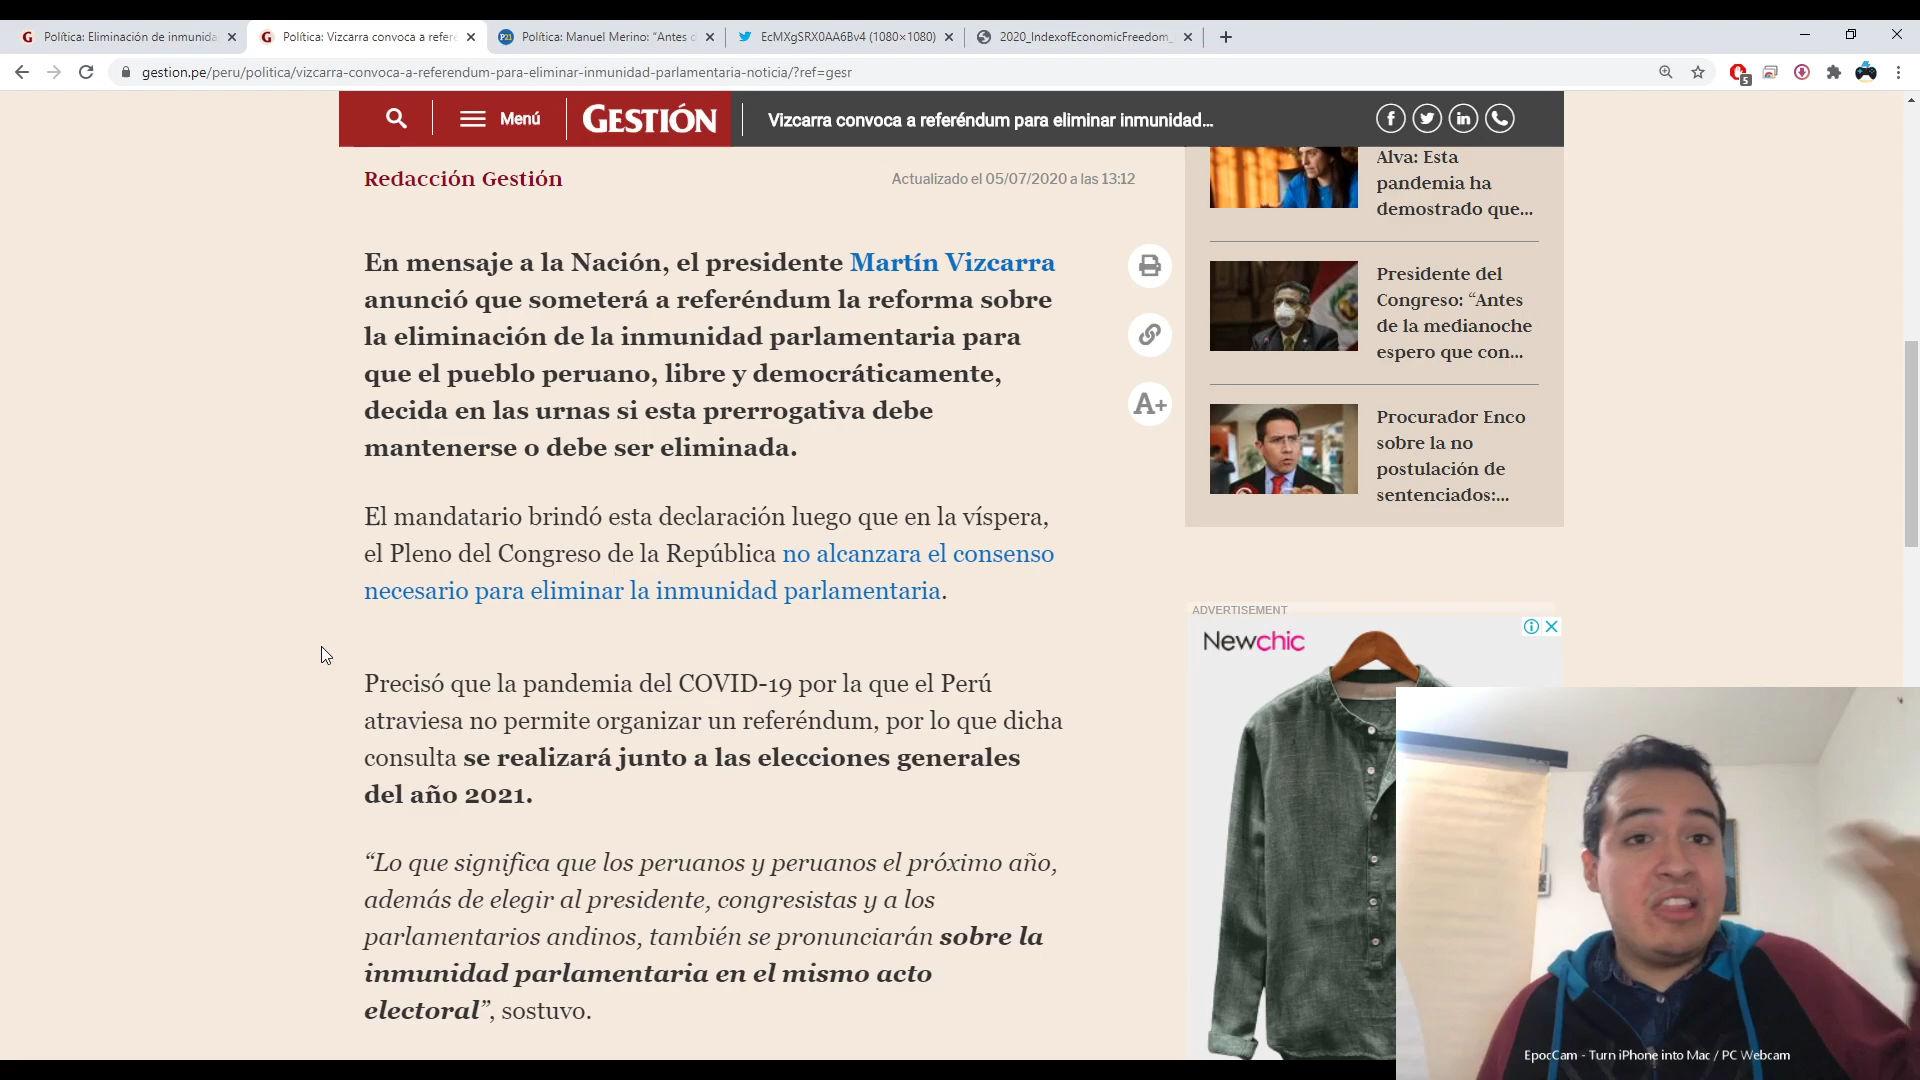 Política: Eliminación de inmunida
Política: Vizcarra convoca a refere
Política: Manuel Merino: "Antes d
EcMXgSRX0AA6Bv4 (1080×1080)
2020_IndexofEconomicFreedom_
gestion.pe/peru/politica/vizcarra-convoca-a-referendum-para-eliminar-inmunidad-parlamentaria-noticia/?ref=gesr
Menú
GESTIÓN
Vizcarra convoca a referéndum para eliminar inmunidad...
Redacción Gestión
Actualizado el 05/07/2020 a las 13:12
En mensaje a la Nación, el presidente Martín Vizcarra
anunció que someterá a referéndum la reforma sobre
la eliminación de la inmunidad parlamentaria para
que el pueblo peruano, libre y democráticamente,
decida en las urnas si esta prerrogativa debe
mantenerse o debe ser eliminada.
El mandatario brindó esta declaración luego que en la víspera,
el Pleno del Congreso de la República no alcanzara el consenso
necesario para eliminar la inmunidad parlamentaria.
Precisó que la pandemia del COVID-19 por la que el Perú
atraviesa no permite organizar un referéndum, por lo que dicha
consulta se realizará junto a las elecciones generales
del año 2021.
“Lo que significa que los peruanos y peruanos el próximo año,
además de elegir al presidente, congresistas y a los
parlamentarios andinos, también se pronunciarán sobre la
inmunidad parlamentaria en el mismo acto
electoral”, sostuvo.
A+
Alva: Esta
pandemia ha
demostrado que...
Presidente del
Congreso: “Antes
de la medianoche
espero que con...
Procurador Enco
sobre la no
postulación de
sentenciados:...
ADVERTISEMENT
Newchic
EpocCam - Turn iPhone into Mac / PC Webcam